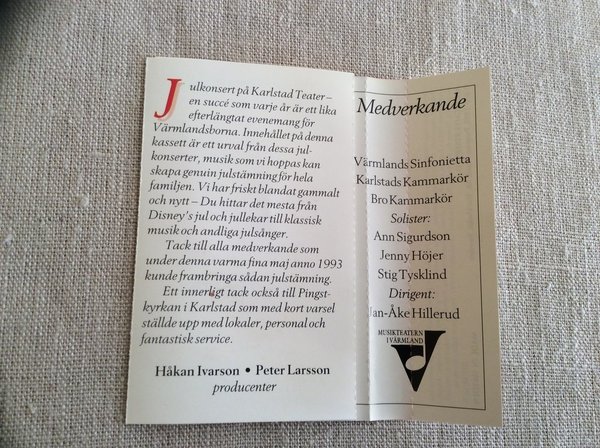 Julkonsert på Karlstad Teater –
en succé som varje år är ett lika
efterlängtat evenemang för
Värmlandsborna. Innehållet på denna
kassett är ett urval från dessa jul-
konserter, musik som vi hoppas kan
skapa genuin julstämning för hela
familjen. Vi har friskt blandat gammalt
och nytt – Du hittar det mesta från
Disney's jul och jullekar till klassisk
musik och andliga julsånger.
Tack till alla medverkande som
under denna varma fina maj anno 1993
kunde frambringa sådan julstämning.
Ett innerligt tack också till Pingst-
kyrkan i Karlstad som med kort varsel
ställde upp med lokaler, personal och
fantastisk service.
Håkan Ivarson • Peter Larsson
producenter
Medverkande
Värmlands Sinfonietta
Karlstads Kammarkör
Bro Kammarkör
Solister:
Ann Sigurdson
Jenny Höjer
Stig Tysklind
Dirigent:
Jan-Åke Hillerud
MUSIKTEATERN
I VÄRMLAND